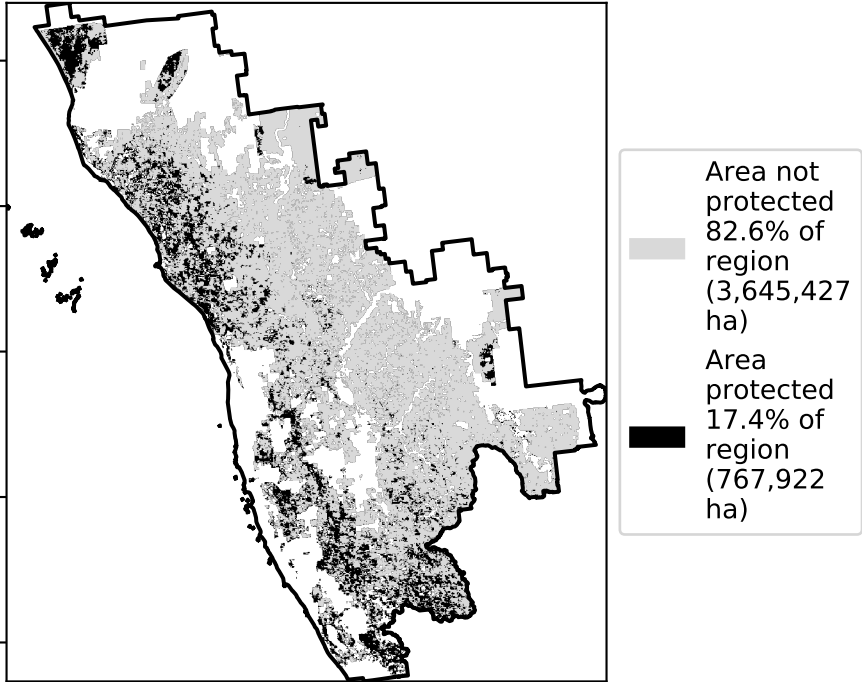 Area not
protected
82.6% of
region
(3,645,427
ha)
Area
protected
17.4% of
region
(767,922
ha)